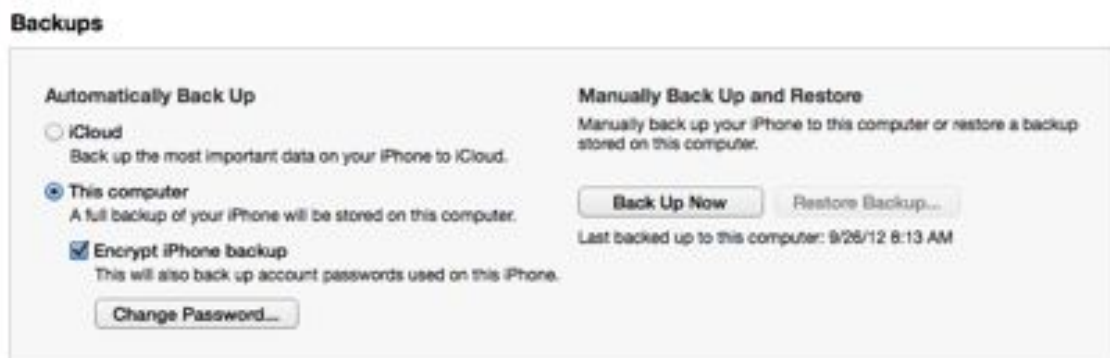 Backups
Automatically Back Up
iCloud
Back up the most important data on your iPhone to iCloud.
This computer
A full backup of your iPhone will be stored on this computer.
Encrypt iPhone backup
This will also back up account passwords used on this iPhone.
Change Password...
Manually Back Up and Restore
Manually back up your iPhone to this computer or restore a backup
stored on this computer.
Back Up Now
Restore Backup...
Last backed up to this computer: 9/26/12 8:13 AM